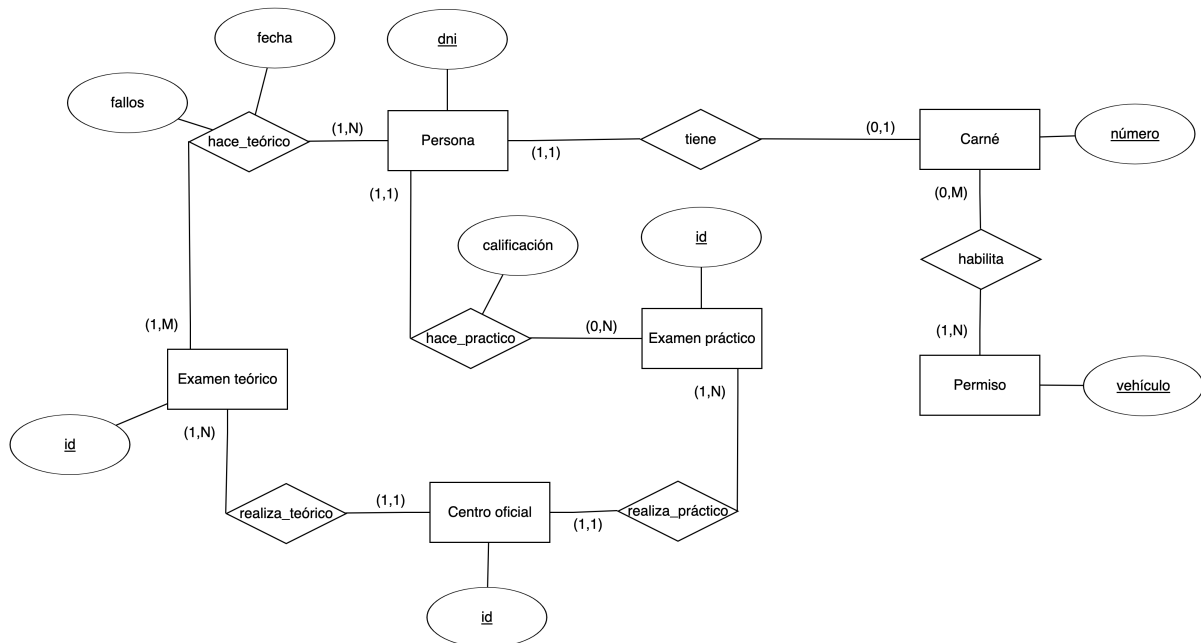 fecha
dni
fallos
hace_teórico
(1,N)
Persona
(1,1)
tiene
(0,1)
Carné
número
(1,1)
(0,M)
calificación
id
habilita
(1,M)
hace_practico
(0,N)
Examen práctico
(1,N)
Examen teórico
(1,N)
Permiso
vehículo
id
(1,N)
realiza_teórico
(1,1)
Centro oficial
(1,1)
realiza_práctico
id